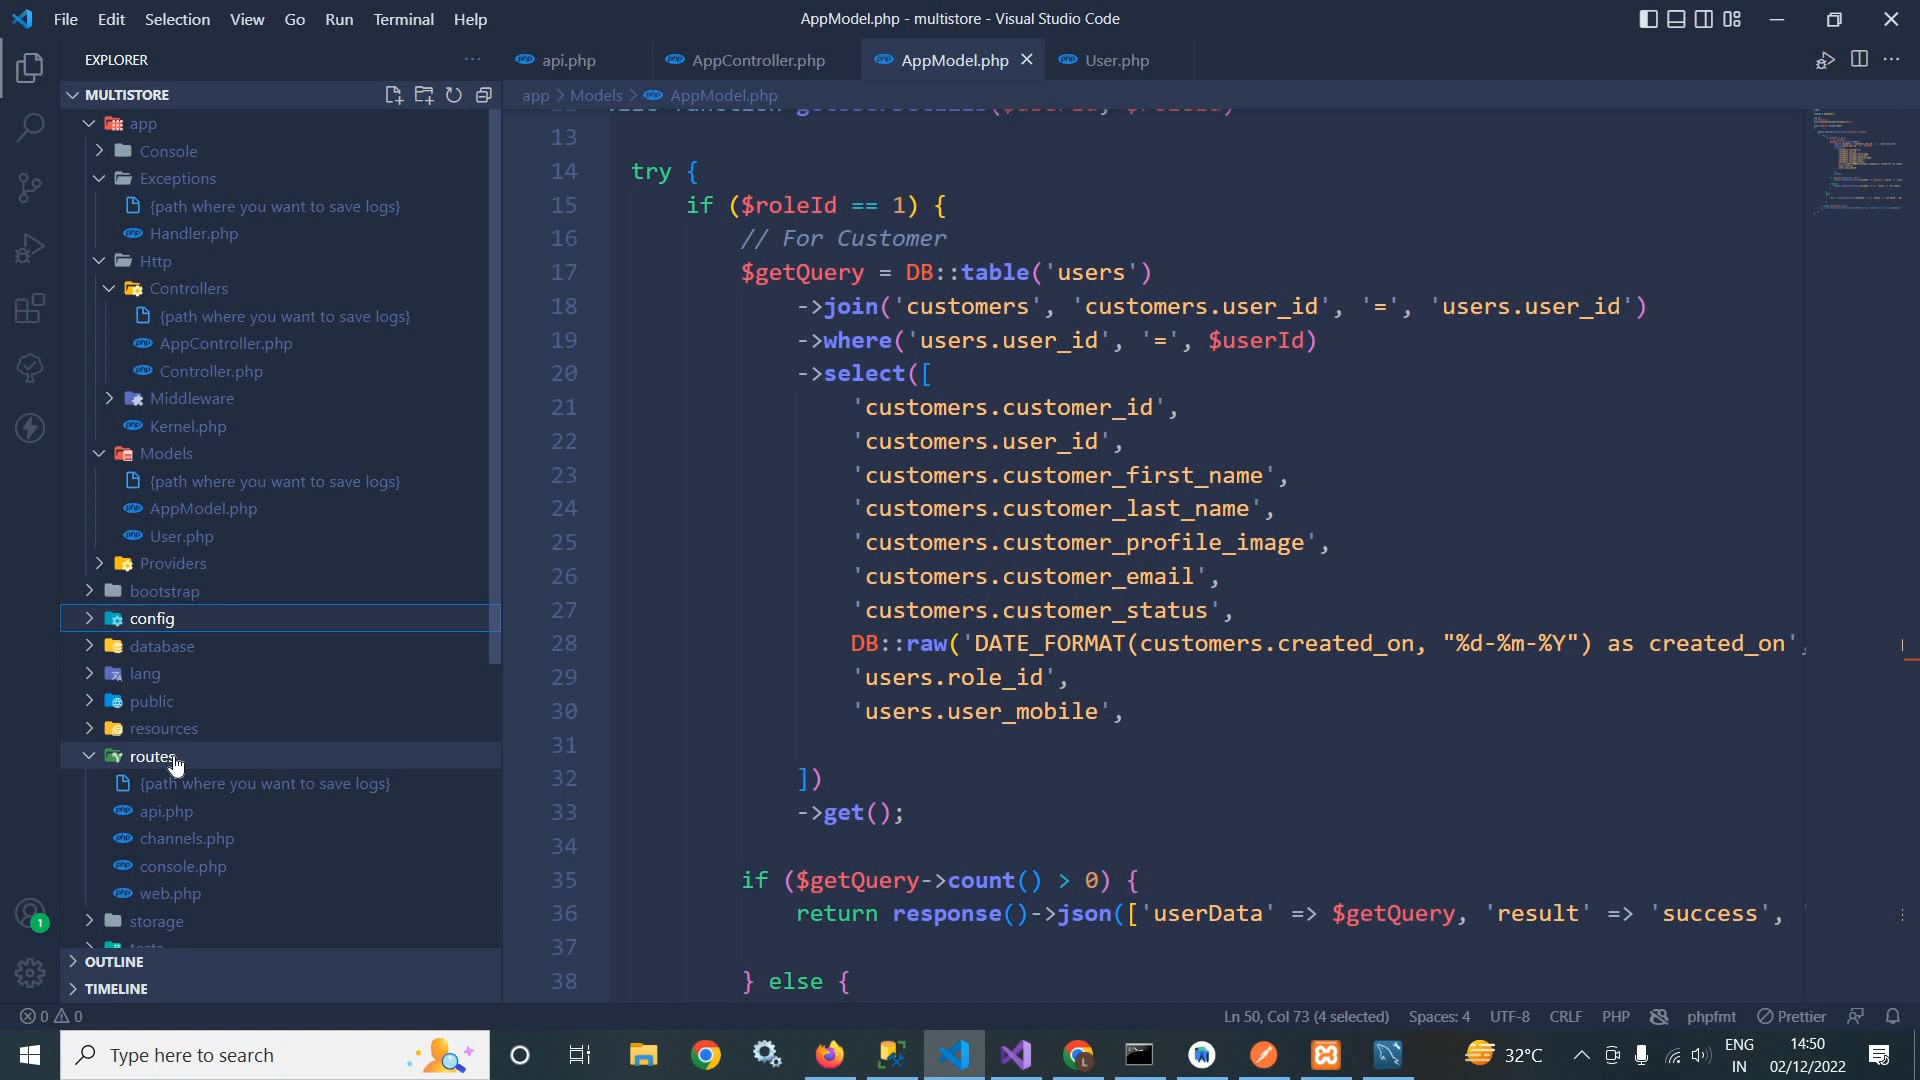 File Edit Selection View Go Run Terminal Help
AppModel.php - multistore - Visual Studio Code
EXPLORER
MULTISTORE
app
Console
Exceptions
{path where you want to save logs}
Handler.php
Http
Controllers
{path where you want to save logs}
AppController.php
Controller.php
Middleware
Kernel.php
Models
{path where you want to save logs}
AppModel.php
User.php
Providers
bootstrap
config
database
lang
public
resources
routes
{path where you want to save logs}
api.php
channels.php
console.php
web.php
storage
tests
OUTLINE
TIMELINE
api.php AppController.php AppModel.php User.php
app > Models > AppModel.php
13
14 try {
15 if ($roleId == 1) {
16 // For Customer
17 $getQuery = DB::table('users')
18 ->join('customers', 'customers.user_id', '=', 'users.user_id')
19 ->where('users.user_id', '=', $userId)
20 ->select([
21 'customers.customer_id',
22 'customers.user_id',
23 'customers.customer_first_name',
24 'customers.customer_last_name',
25 'customers.customer_profile_image',
26 'customers.customer_email',
27 'customers.customer_status',
28 DB::raw('DATE_FORMAT(customers.created_on, "%d-%m-%Y") as created_on',
29 'users.role_id',
30 'users.user_mobile',
31
32 ])
33 ->get();
34
35 if ($getQuery->count() > 0) {
36 return response()->json(['userData' => $getQuery, 'result' => 'success', '
37
38 } else {
0 0
Ln 50, Col 73 (4 selected) Spaces: 4 UTF-8 CRLF PHP phpfmt Prettier
1
Type here to search
32°C
ENG
IN
14:50
02/12/2022